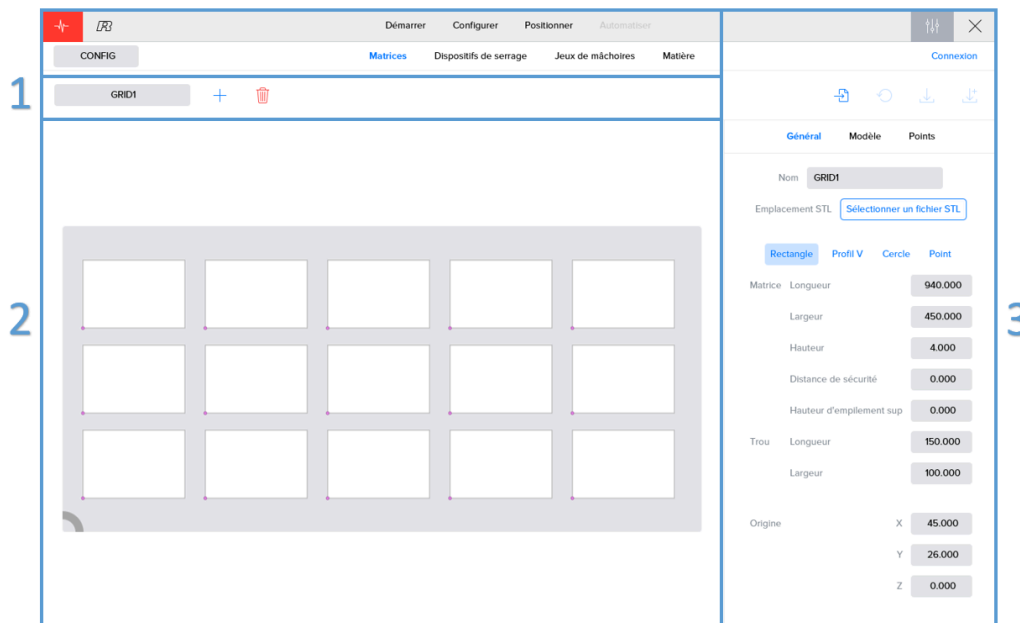 Démarrer Configurer Positionner Automatiser
CONFIG Matrices Dispositifs de serrage Jeux de mâchoires Matière Connexion
1 GRID1
Général Modèle Points
Nom GRID1
Emplacement STL Sélectionner un fichier STL
Rectangle Profil V Cercle Point
Matrice Longueur 940.000
2 Largeur 450.000 3
Hauteur 4.000
Distance de sécurité 0.000
Hauteur d'empilement sup 0.000
Trou Longueur 150.000
Largeur 100.000
Origine X 45.000
Y 26.000
Z 0.000